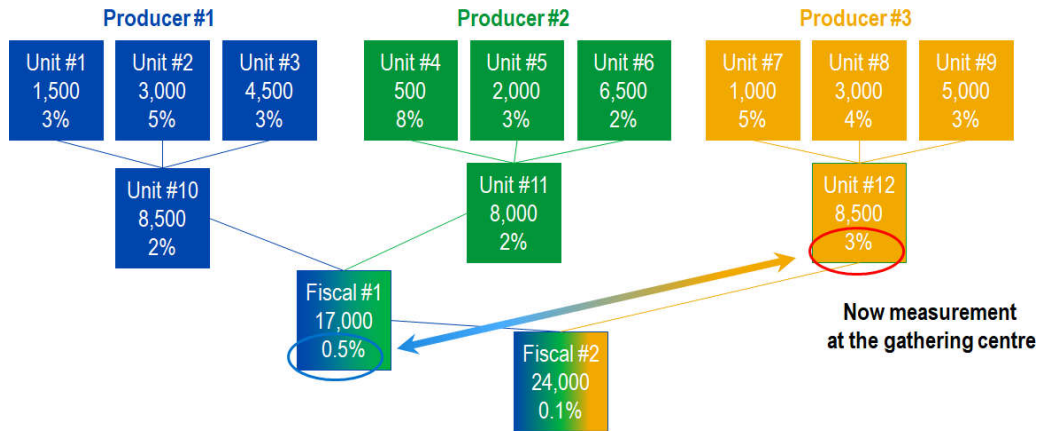 Producer #1
Producer #2
Producer #3
Unit #1
1,500
3%
Unit #2
3,000
5%
Unit #3
4,500
3%
Unit #4
500
8%
Unit #5
2,000
3%
Unit #6
6,500
2%
Unit #7
1,000
5%
Unit #8
3,000
4%
Unit #9
5,000
3%
Unit #10
8,500
2%
Unit #11
8,000
2%
Unit #12
8,500
3%
Fiscal #1
17,000
0.5%
Fiscal #2
24,000
0.1%
Now measurement
at the gathering centre